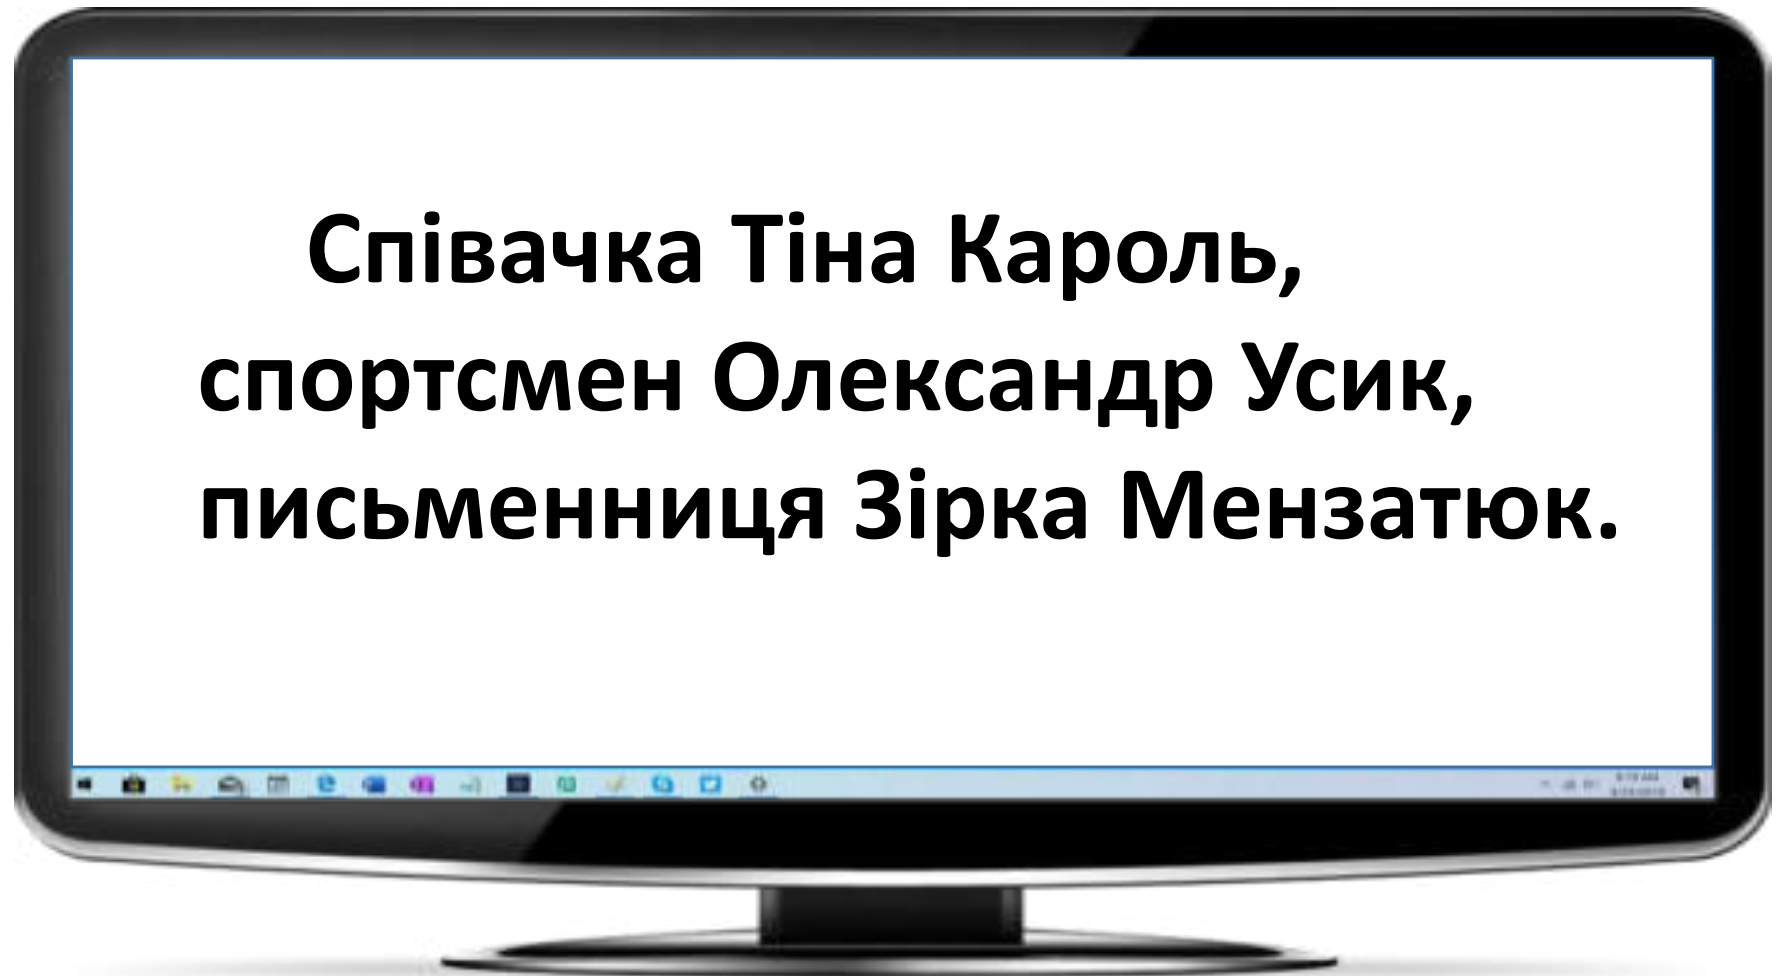 Співачка Тіна Кароль,
спортсмен Олександр Усик,
письменниця Зірка Мензатюк.